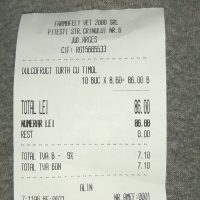 FARMAFELY VET 2000 SRL
PITESTI STR.CRINULUI NR.8
JUD.ARGES
CIF: RO15665533
DULCOFRUCT TURTA CU TIMOL
10 BUC X 8.60= 86.00 B
TOTAL LEI 86.00
NUMERAR LEI 86.00
REST 0.00
TOTAL TVA B - 9% 7.10
TOTAL TVA BON 7.10
ALIN